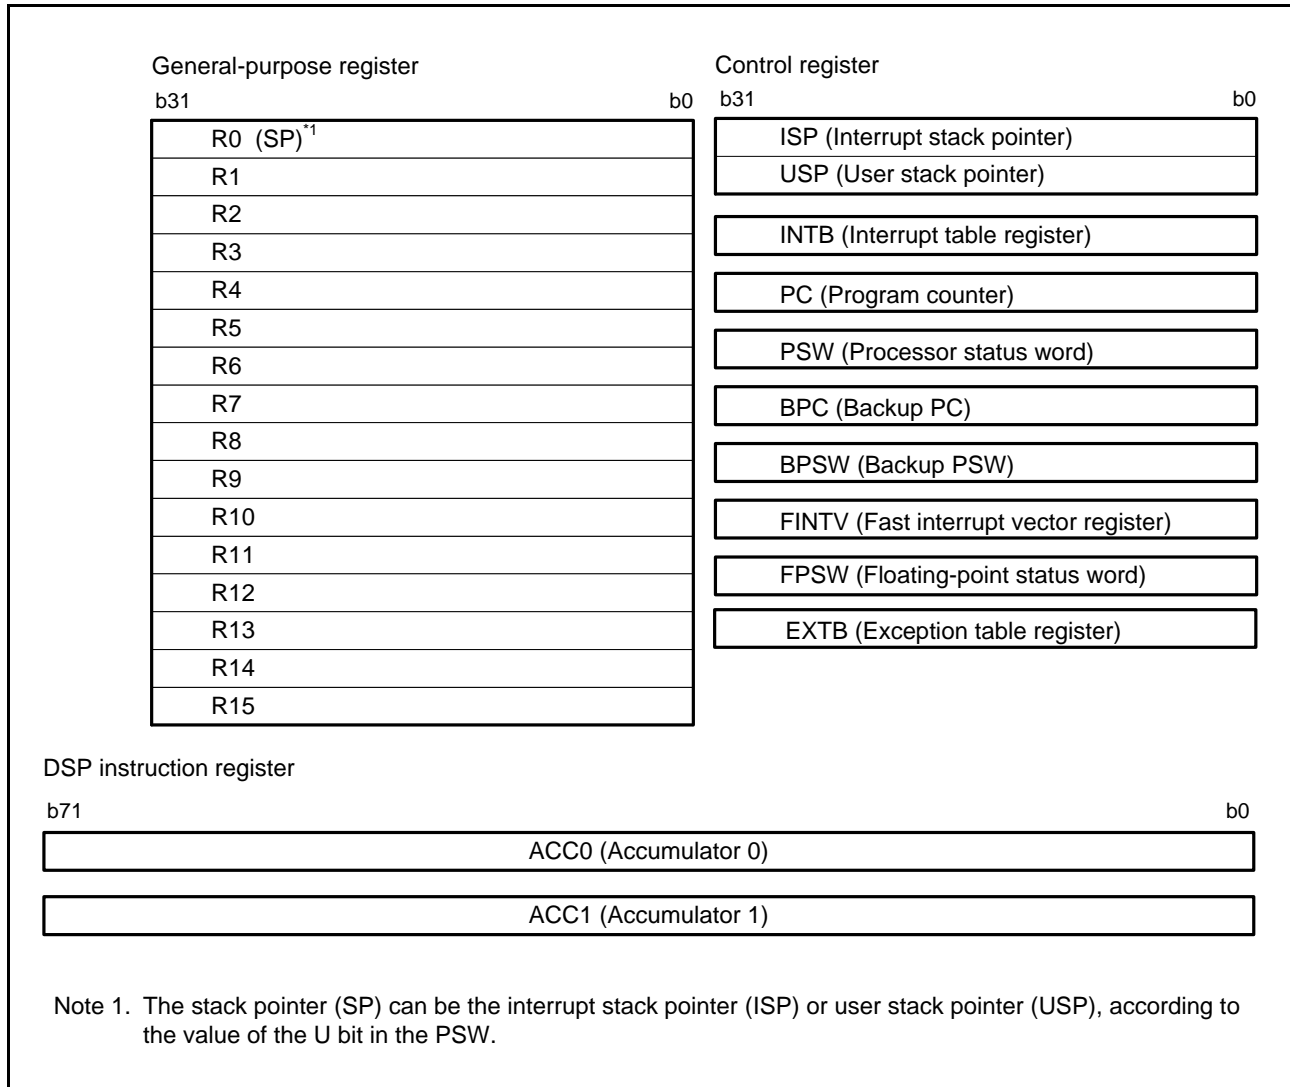 General-purpose register
b31 b0
R0 (SP)*1
R1
R2
R3
R4
R5
R6
R7
R8
R9
R10
R11
R12
R13
R14
R15
Control register
b31 b0
ISP (Interrupt stack pointer)
USP (User stack pointer)
INTB (Interrupt table register)
PC (Program counter)
PSW (Processor status word)
BPC (Backup PC)
BPSW (Backup PSW)
FINTV (Fast interrupt vector register)
FPSW (Floating-point status word)
EXTB (Exception table register)
DSP instruction register
b71 b0
ACC0 (Accumulator 0)
ACC1 (Accumulator 1)
Note 1. The stack pointer (SP) can be the interrupt stack pointer (ISP) or user stack pointer (USP), according to
the value of the U bit in the PSW.